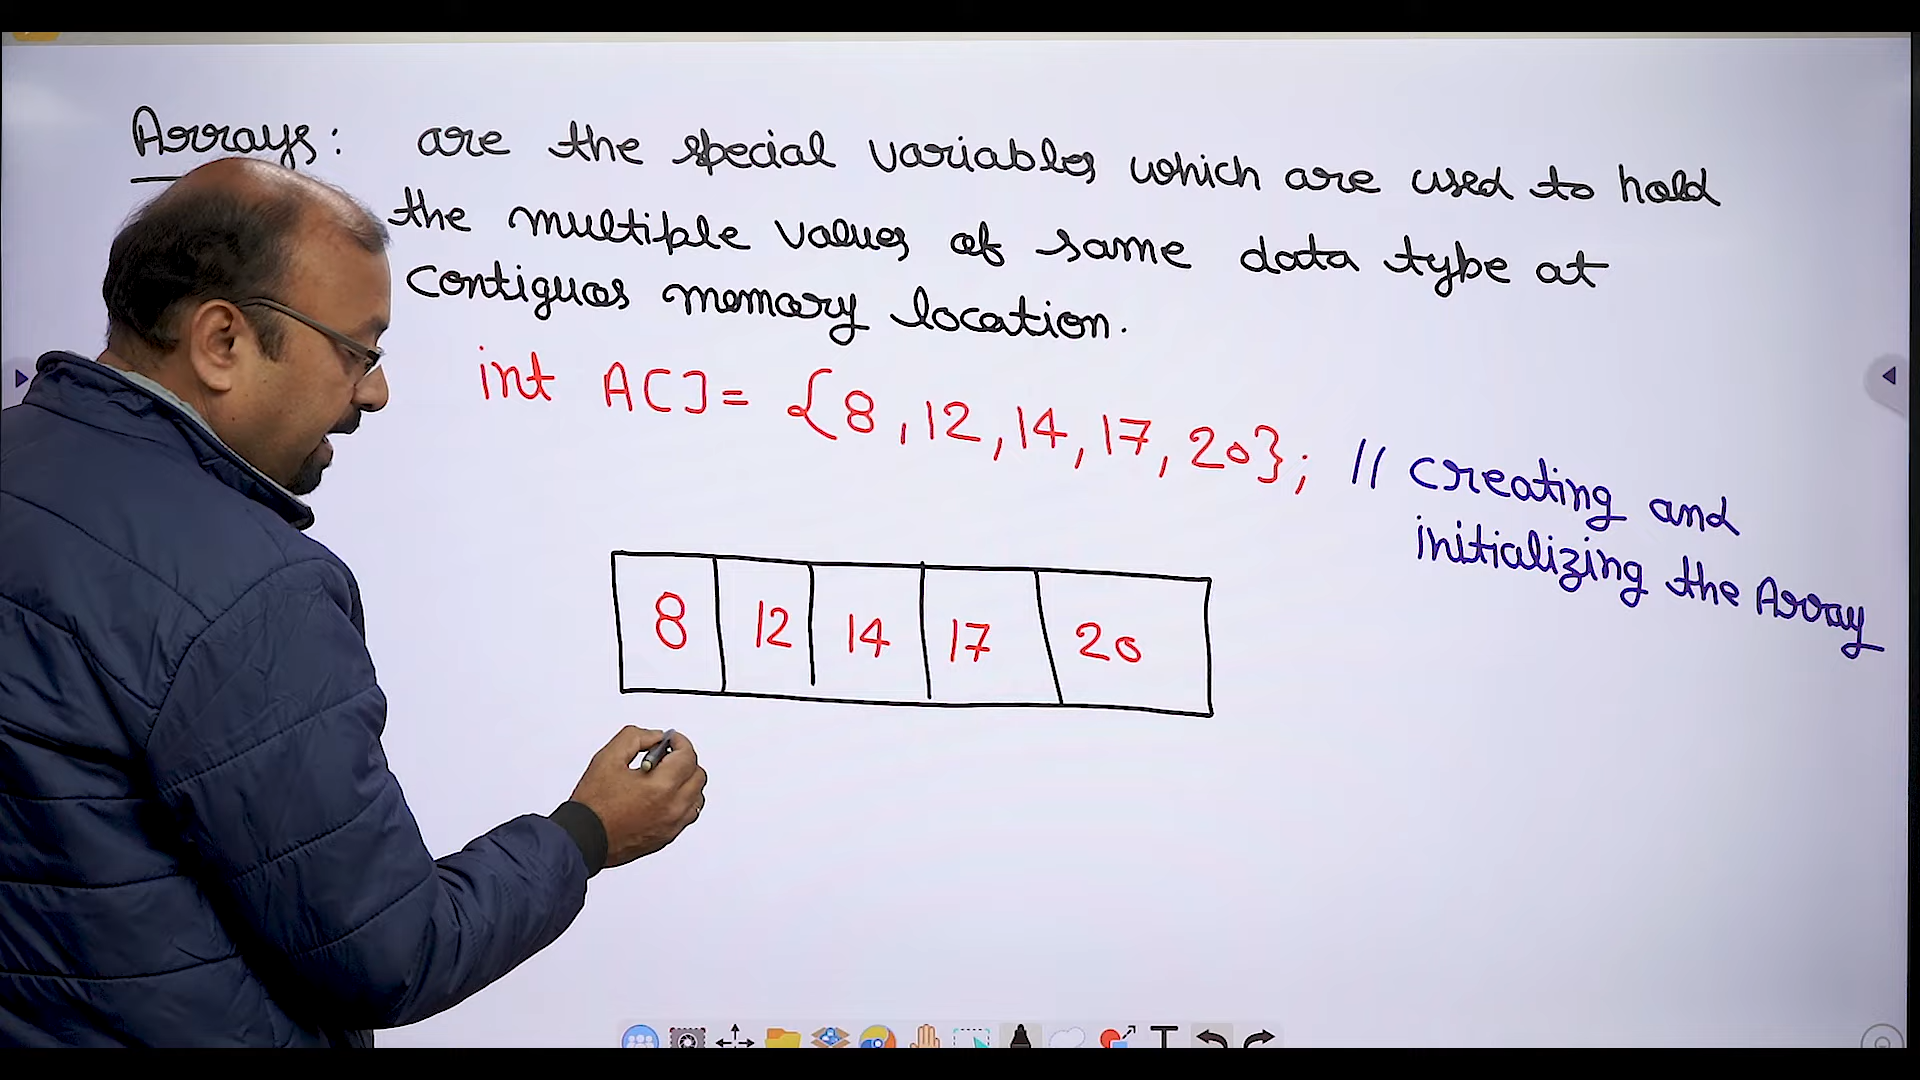 Arrays: are the special variables which are used to hold
the multiple values of same data type at
contiguos memory location.
int A[]= {8,12,14,17,20}; // creating and
initializing the Array
8 12 14 17 20
T